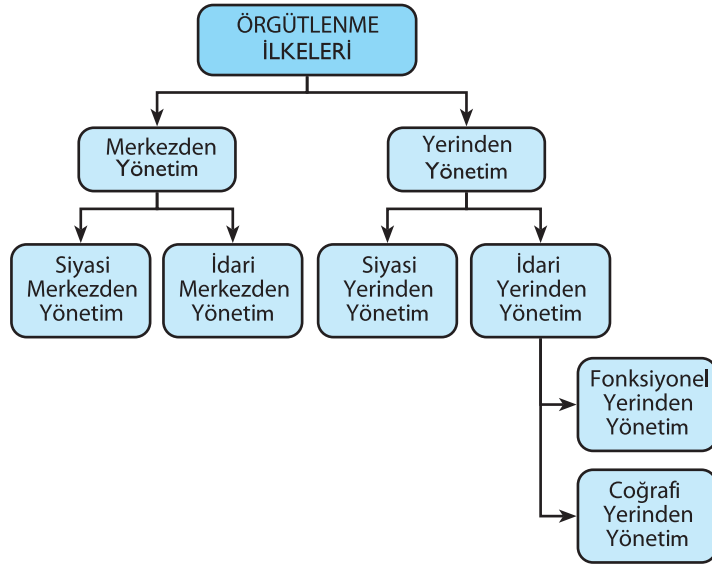 ÖRGÜTLENME
İLKELERİ
Merkezden
Yönetim
Yerinden
Yönetim
Siyasi
Merkezden
Yönetim
İdari
Merkezden
Yönetim
Siyasi
Yerinden
Yönetim
İdari
Yerinden
Yönetim
Fonksiyonel
Yerinden
Yönetim
Coğrafi
Yerinden
Yönetim